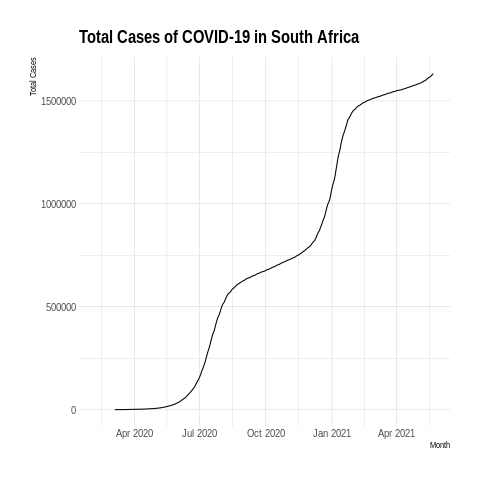 Total Cases of COVID-19 in South Africa
Total Cases
1500000
1000000
500000
0
Apr 2020 Jul 2020 Oct 2020 Jan 2021 Apr 2021
Month